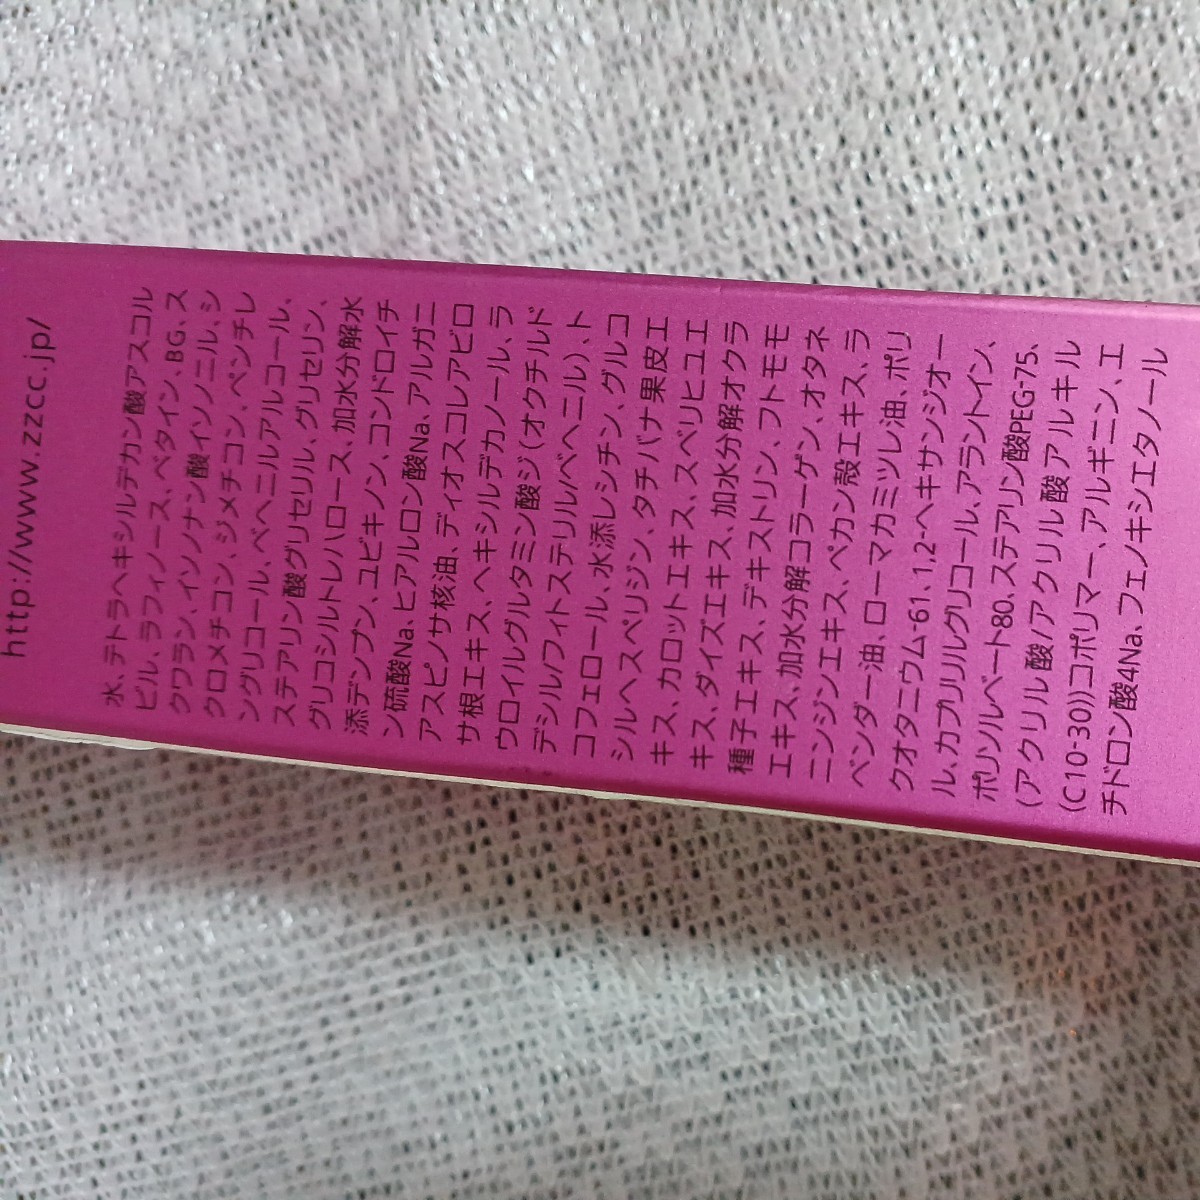 http://www.zzcc.jp/
水、テトラヘキシルデカン酸アスコル
ビル、ラフィノース、ベタイン、BG、ス
クワラン、イソノナン酸イソノニル、シ
クロメチコン、ジメチコン、ペンチレ
ングリコール、ベヘニルアルコール、
ステアリン酸グリセリル、グリセリン、
グリコシルトレハロース、加水分解水
添デンプン、ユビキノン、コンドロイチ
ン硫酸Na、ヒアルロン酸Na、アルガニ
アスピノサ核油、ディオスコレアビロ
サ根エキス、ヘキシルデカノール、ラ
ウロイルグルタミン酸ジ(オクチルド
デシル/フィトステリル/ベヘニル)、ト
コフェロール、水添レシチン、グルコ
シルヘスペリジン、タチバナ果皮エ
キス、カロットエキス、スベリヒユエ
キス、ダイズエキス、加水分解オクラ
種子エキス、デキストリン、フトモモ
エキス、加水分解コラーゲン、オタネ
ニンジンエキス、ペカン殻エキス、ラ
ベンダー油、ローマカミツレ油、ポリ
クオタニウム-61、1,2-ヘキサンジオー
ル、カプリリルグリコール、アラントイン、
ポリソルベート80、ステアリン酸PEG-75、
(アクリル酸/アクリル酸アルキル
(C10-30))コポリマー、アルギニン、エ
チドロン酸4Na、フェノキシエタノール